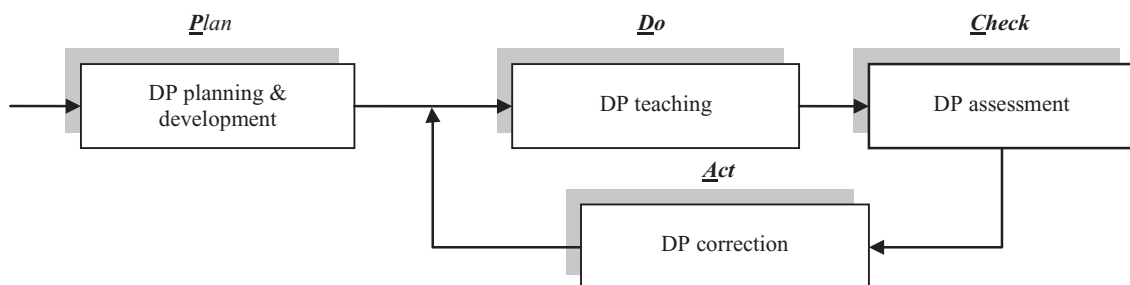 Plan
Do
Check
DP planning &
development
DP teaching
DP assessment
Act
DP correction